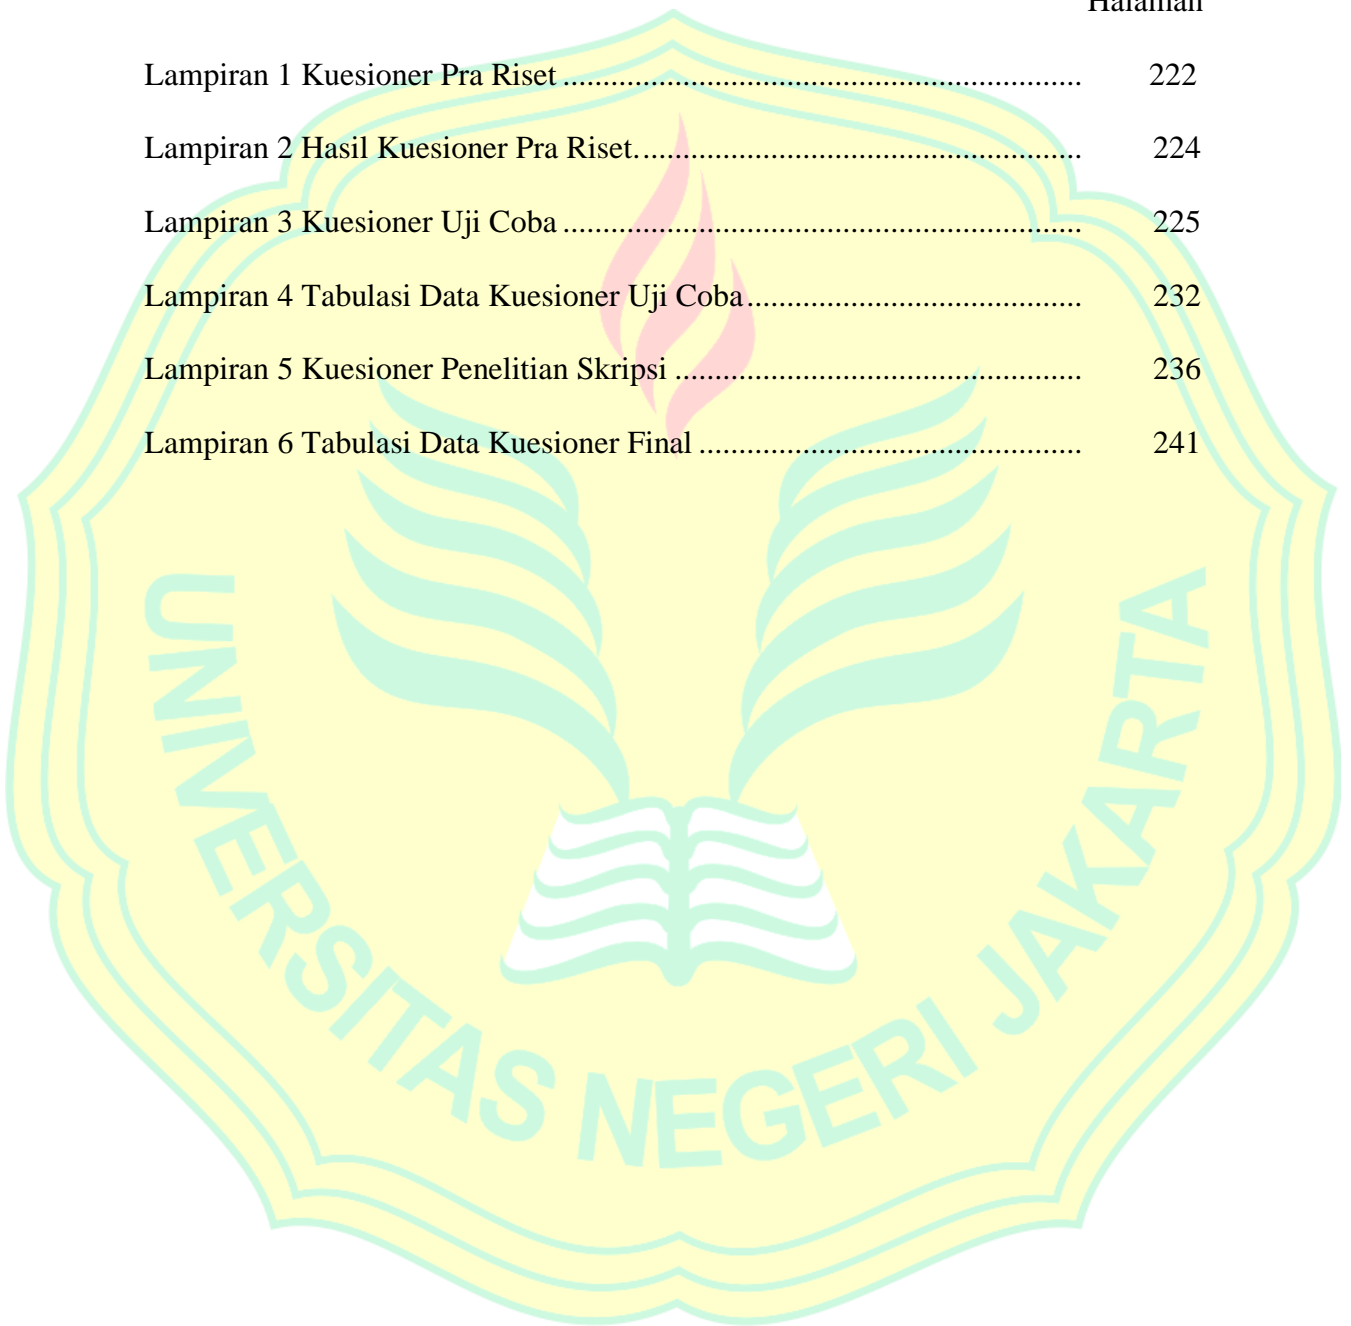 Halaman
Lampiran 1 Kuesioner Pra Riset ................................................................ 222
Lampiran 2 Hasil Kuesioner Pra Riset....................................................... 224
Lampiran 3 Kuesioner Uji Coba ................................................................ 225
Lampiran 4 Tabulasi Data Kuesioner Uji Coba.......................................... 232
Lampiran 5 Kuesioner Penelitian Skripsi .................................................. 236
Lampiran 6 Tabulasi Data Kuesioner Final ............................................... 241
UNIVERSITAS NEGERI JAKARTA